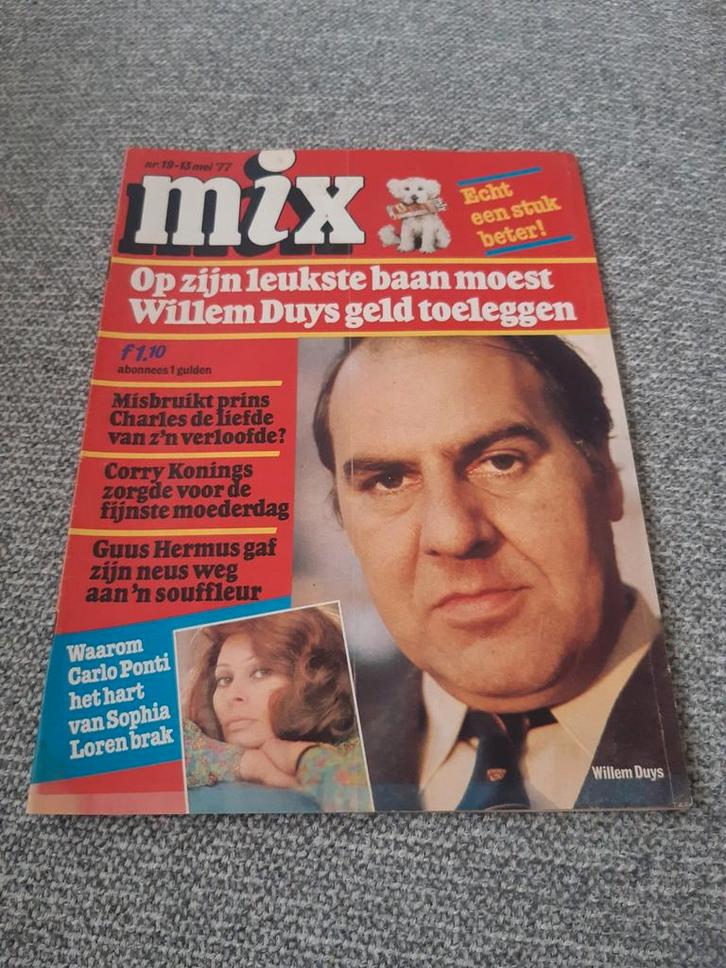 nr.19-13 mei '77
mix
Echt
een stuk
beter!
Op zijn leukste baan moest
Willem Duys geld toeleggen
f1,10
abonnees 1 gulden
Misbruikt prins
Charles de liefde
van z'n verloofde?
Corry Konings
zorgde voor de
fijnste moederdag
Guus Hermus gaf
zijn neus weg
aan 'n souffleur
Waarom
Carlo Ponti
het hart
van Sophia
Loren brak
Willem Duys